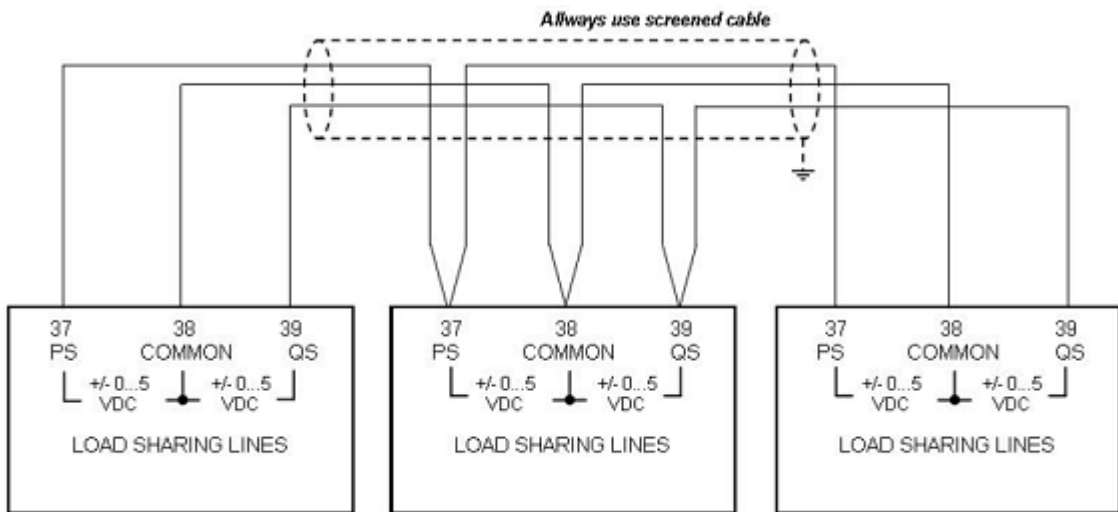 Allways use screened cable
37 38 39
PS COMMON QS
+/- 0...5 +/- 0...5
VDC VDC
LOAD SHARING LINES
37 38 39
PS COMMON QS
+/- 0...5 +/- 0...5
VDC VDC
LOAD SHARING LINES
37 38 39
PS COMMON QS
+/- 0...5 +/- 0...5
VDC VDC
LOAD SHARING LINES